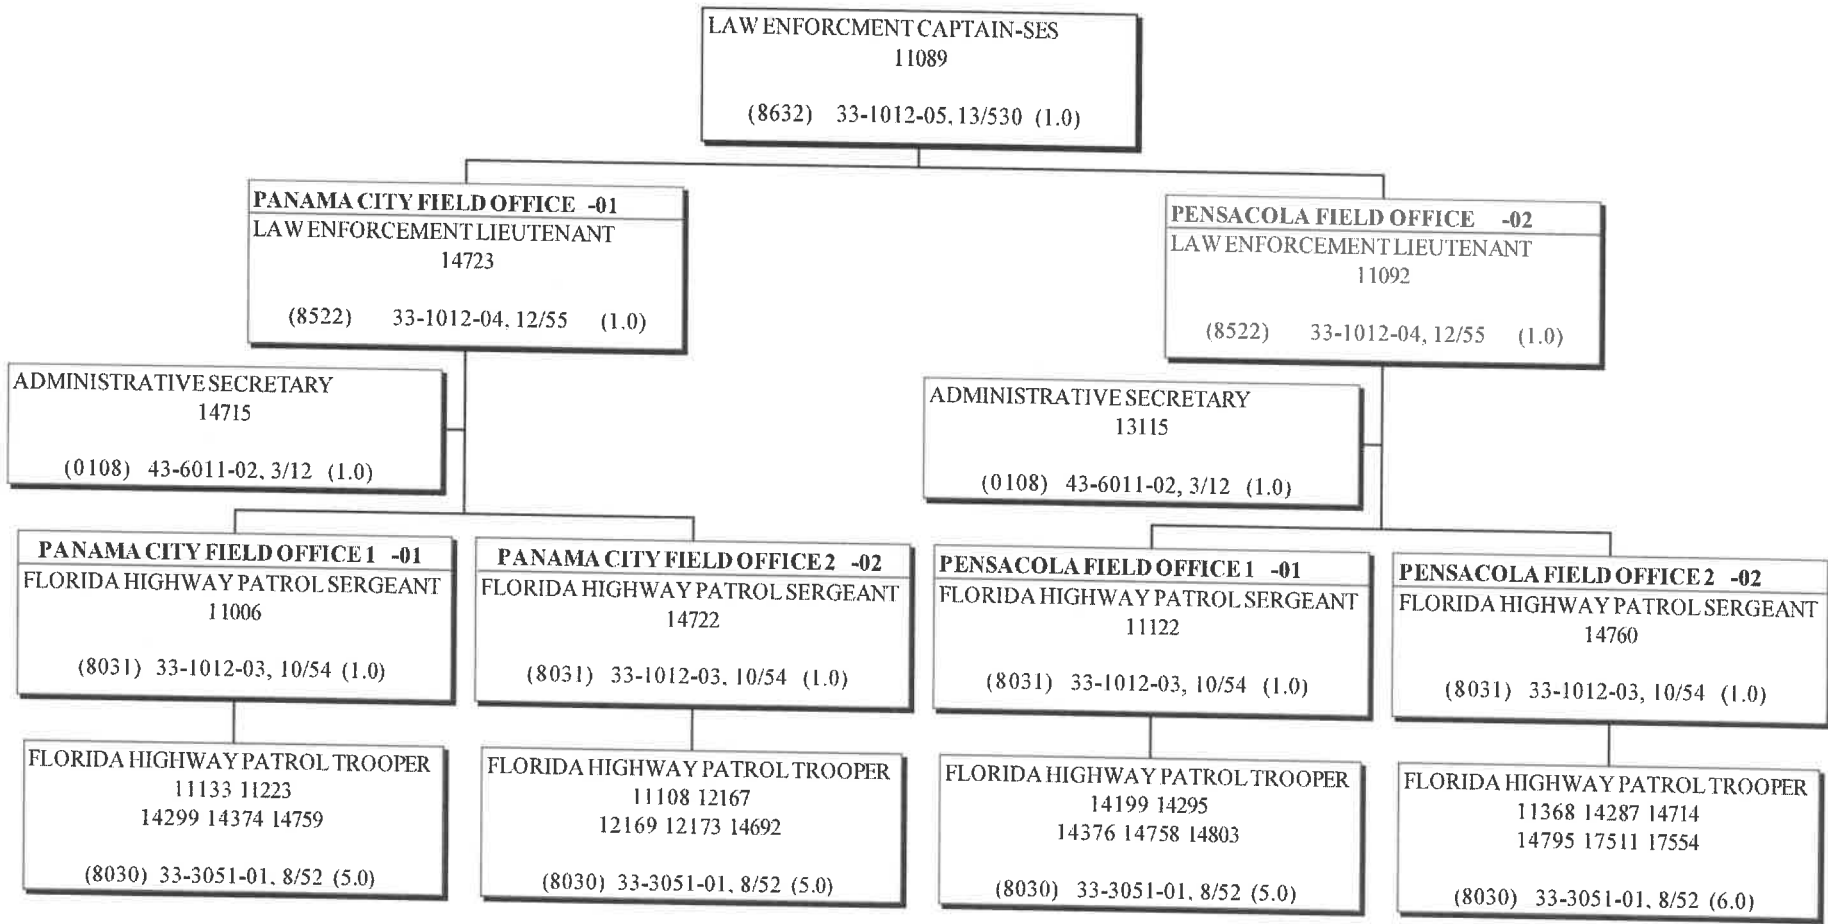 LAW ENFORCMENT CAPTAIN-SES
11089
(8632) 33-1012-05, 13/530 (1.0)
PANAMA CITY FIELD OFFICE -01
LAW ENFORCEMENT LIEUTENANT
14723
(8522) 33-1012-04, 12/55 (1.0)
PENSACOLA FIELD OFFICE -02
LAW ENFORCEMENT LIEUTENANT
11092
(8522) 33-1012-04, 12/55 (1.0)
ADMINISTRATIVE SECRETARY
14715
(0108) 43-6011-02, 3/12 (1.0)
ADMINISTRATIVE SECRETARY
13115
(0108) 43-6011-02, 3/12 (1.0)
PANAMA CITY FIELD OFFICE 1 -01
FLORIDA HIGHWAY PATROL SERGEANT
11006
(8031) 33-1012-03, 10/54 (1.0)
PANAMA CITY FIELD OFFICE 2 -02
FLORIDA HIGHWAY PATROL SERGEANT
14722
(8031) 33-1012-03, 10/54 (1.0)
PENSACOLA FIELD OFFICE 1 -01
FLORIDA HIGHWAY PATROL SERGEANT
11122
(8031) 33-1012-03, 10/54 (1.0)
PENSACOLA FIELD OFFICE 2 -02
FLORIDA HIGHWAY PATROL SERGEANT
14760
(8031) 33-1012-03, 10/54 (1.0)
FLORIDA HIGHWAY PATROL TROOPER
11133 11223
14299 14374 14759
(8030) 33-3051-01, 8/52 (5.0)
FLORIDA HIGHWAY PATROL TROOPER
11108 12167
12169 12173 14692
(8030) 33-3051-01, 8/52 (5.0)
FLORIDA HIGHWAY PATROL TROOPER
14199 14295
14376 14758 14803
(8030) 33-3051-01, 8/52 (5.0)
FLORIDA HIGHWAY PATROL TROOPER
11368 14287 14714
14795 17511 17554
(8030) 33-3051-01, 8/52 (6.0)